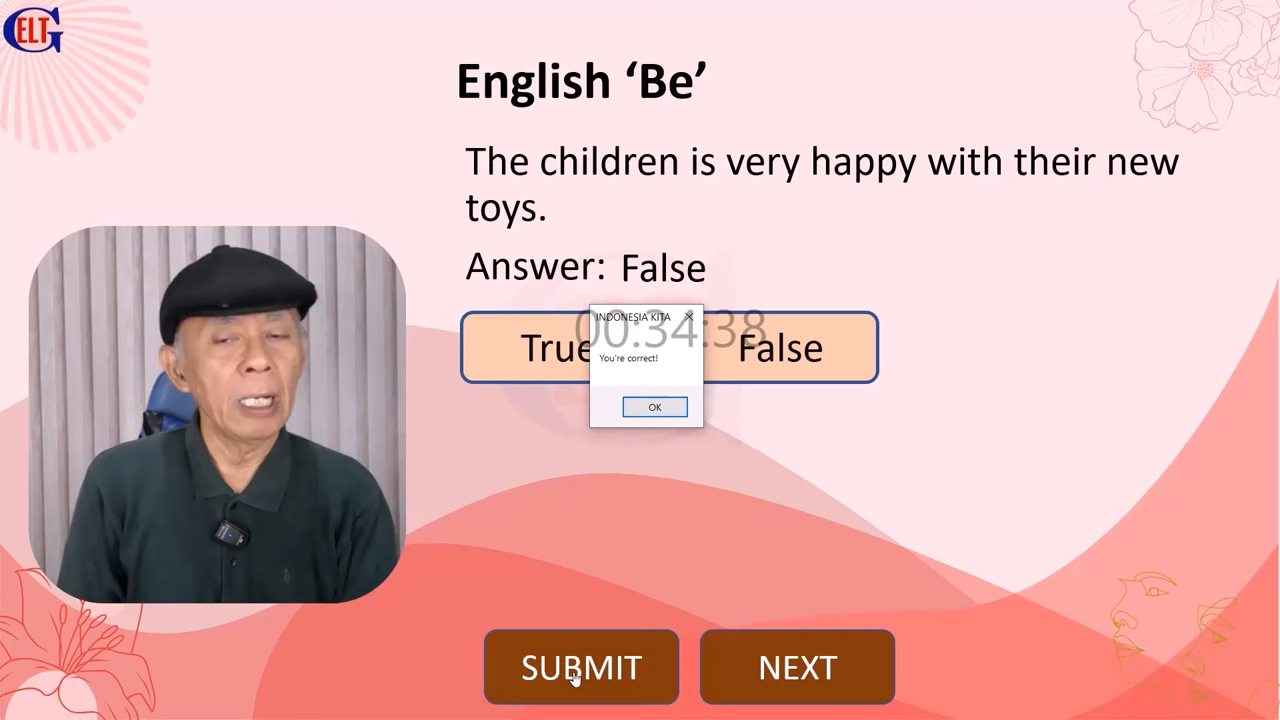 GELT
English ‘Be’
The children is very happy with their new
toys.
Answer: False
INDONESIA KITA
00:34:38
True
You're correct!
False
OK
SUBMIT
NEXT